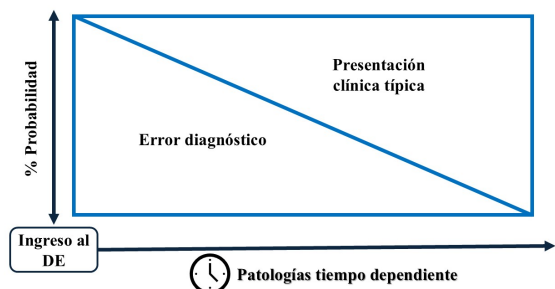 % Probabilidad
Presentación
clínica típica
Error diagnóstico
Ingreso al
DE
Patologías tiempo dependiente